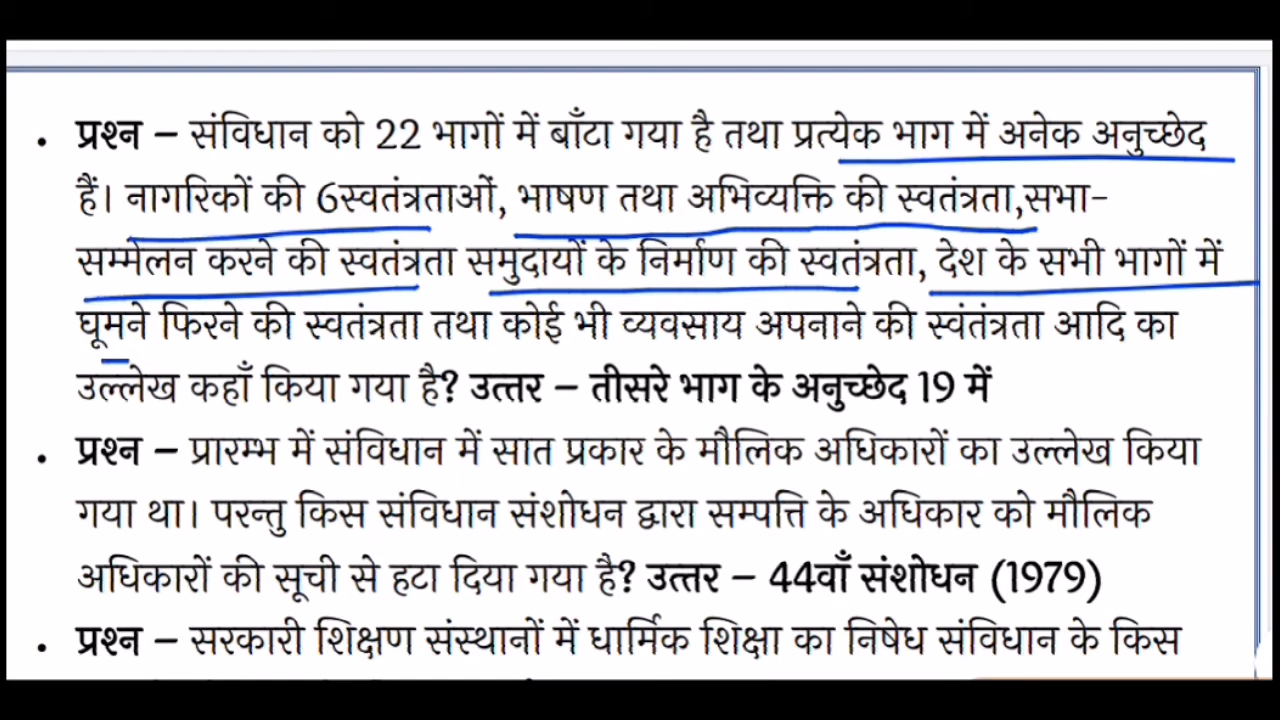 • प्रश्न – संविधान को 22 भागों में बाँटा गया है तथा प्रत्येक भाग में अनेक अनुच्छेद
हैं। नागरिकों की 6स्वतंत्रताओं, भाषण तथा अभिव्यक्ति की स्वतंत्रता,सभा-
सम्मेलन करने की स्वतंत्रता समुदायों के निर्माण की स्वतंत्रता, देश के सभी भागों में
घूमने फिरने की स्वतंत्रता तथा कोई भी व्यवसाय अपनाने की स्वंतंत्रता आदि का
उल्लेख कहाँ किया गया है? उत्तर – तीसरे भाग के अनुच्छेद 19 में
• प्रश्न – प्रारम्भ में संविधान में सात प्रकार के मौलिक अधिकारों का उल्लेख किया
गया था। परन्तु किस संविधान संशोधन द्वारा सम्पत्ति के अधिकार को मौलिक
अधिकारों की सूची से हटा दिया गया है? उत्तर – 44वाँ संशोधन (1979)
• प्रश्न – सरकारी शिक्षण संस्थानों में धार्मिक शिक्षा का निषेध संविधान के किस